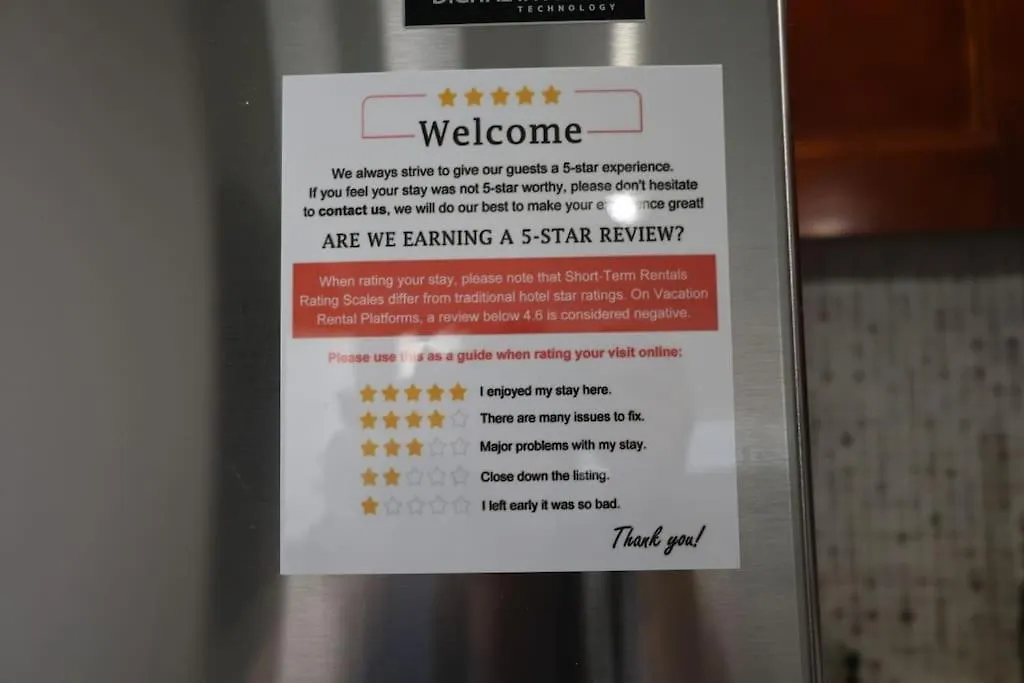 TECHNOLOGY
Welcome
We always strive to give our guests a 5-star experience.
If you feel your stay was not 5-star worthy, please don't hesitate
to contact us, we will do our best to make your great!
ARE WE EARNING A 5-STAR REVIEW?
When rating your stay, please note that Short-Term Rentals
Rating Scales differ from traditional hotel star ratings. On Vacation
Rental Platforms, a review below 4.6 is considered negative.
Please use this as a guide when rating your visit online:
I enjoyed my stay here.
There are many issues to fix.
Major problems with my stay.
Close down the listing.
I left early it was so bad.
Thank you!